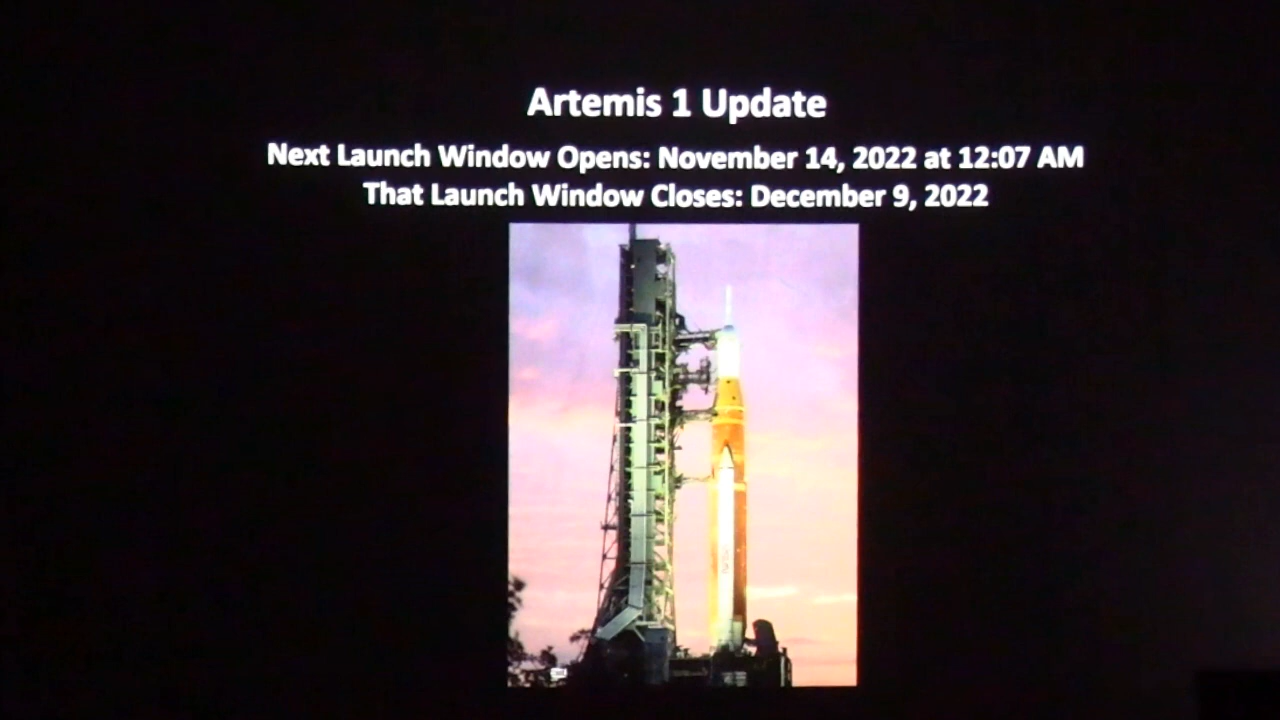 Artemis 1 Update
Next Launch Window Opens: November 14, 2022 at 12:07 AM
That Launch Window Closes: December 9, 2022